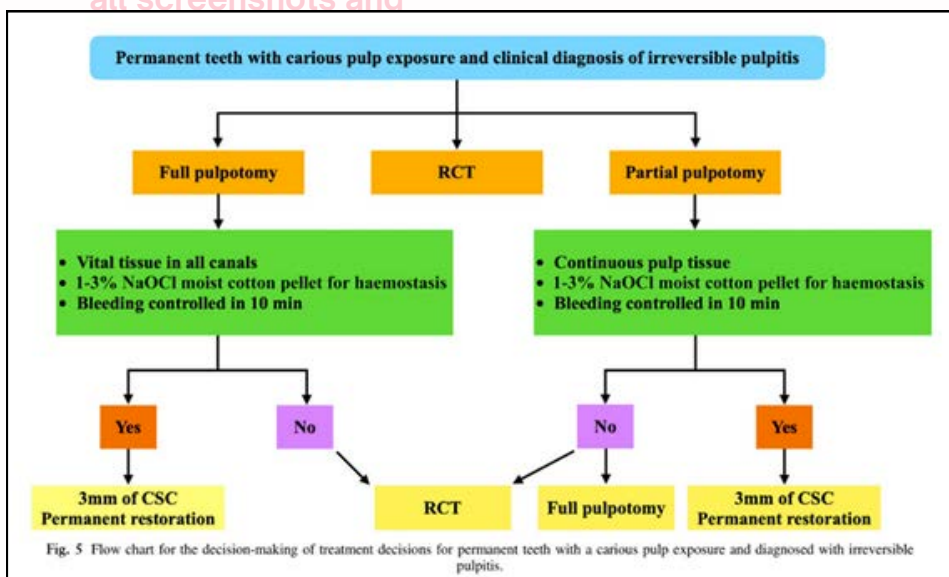 all screenshots and
Permanent teeth with carious pulp exposure and clinical diagnosis of irreversible pulpitis
Full pulpotomy
RCT
Partial pulpotomy
• Vital tissue in all canals
• 1-3% NaOCl moist cotton pellet for haemostasis
• Bleeding controlled in 10 min
• Continuous pulp tissue
• 1-3% NaOCl moist cotton pellet for haemostasis
• Bleeding controlled in 10 min
Yes
No
No
Yes
3mm of CSC
Permanent restoration
RCT
Full pulpotomy
3mm of CSC
Permanent restoration
Fig. 5 Flow chart for the decision-making of treatment decisions for permanent teeth with a carious pulp exposure and diagnosed with irreversible
pulpitis.